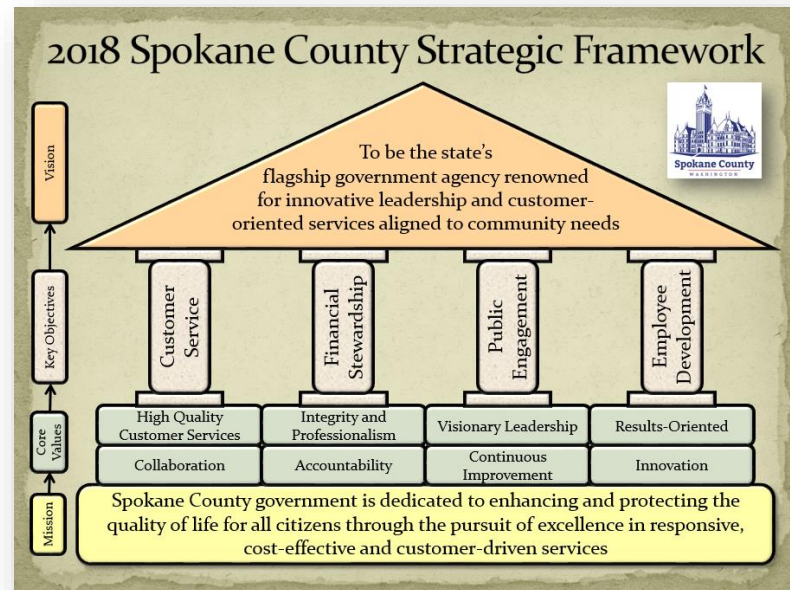 2018 Spokane County Strategic Framework
Spokane County
WASHINGTON
Vision
To be the state's
flagship government agency renowned
for innovative leadership and customer-
oriented services aligned to community needs
Key Objectives
Customer
Service
Financial
Stewardship
Public
Engagement
Employee
Development
Core
Values
High Quality
Customer Services
Integrity and
Professionalism
Visionary Leadership
Results-Oriented
Collaboration
Accountability
Continuous
Improvement
Innovation
Mission
Spokane County government is dedicated to enhancing and protecting the
quality of life for all citizens through the pursuit of excellence in responsive,
cost-effective and customer-driven services